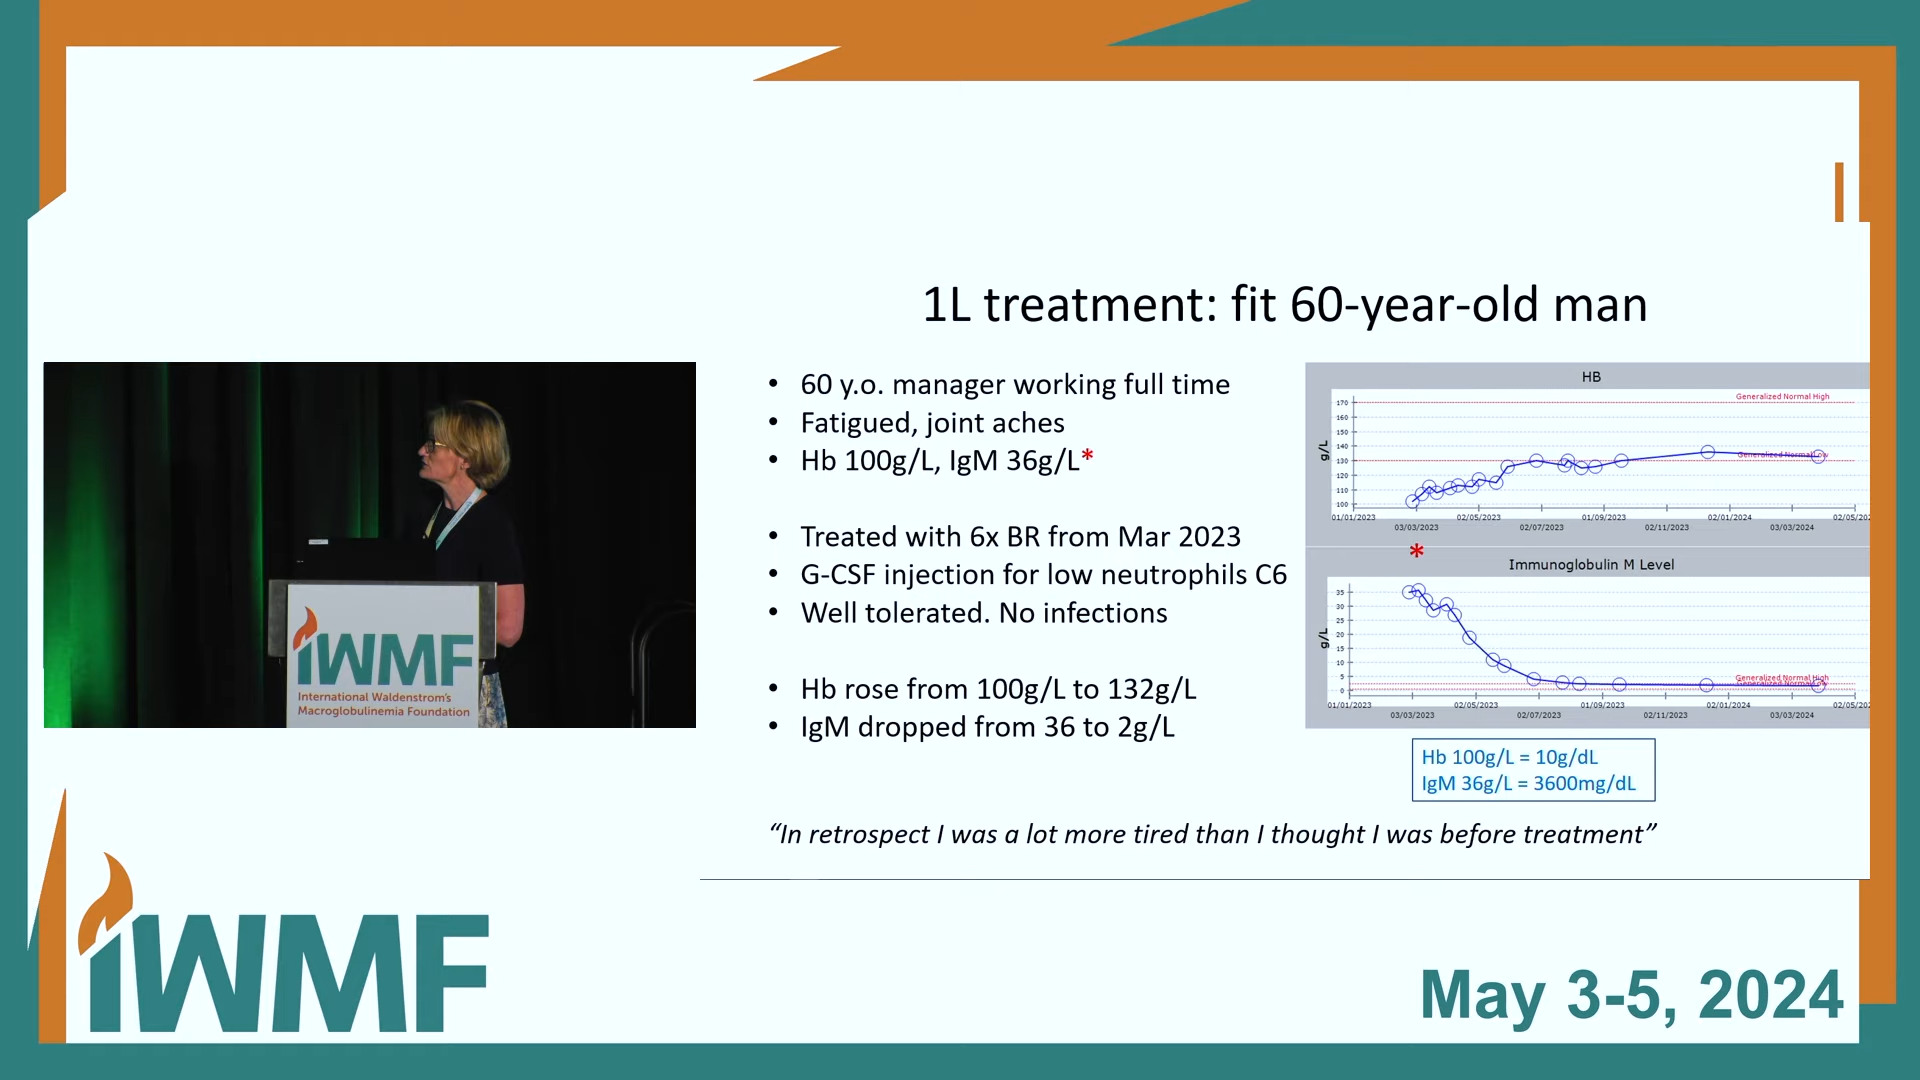 1L treatment: fit 60-year-old man
• 60 y.o. manager working full time
• Fatigued, joint aches
• Hb 100g/L, IgM 36g/L*
• Treated with 6x BR from Mar 2023
• G-CSF injection for low neutrophils C6
• Well tolerated. No infections
• Hb rose from 100g/L to 132g/L
• IgM dropped from 36 to 2g/L
HB
Generalized Normal High
170
160
150
140
Generalized Normal Low
130
120
110
100
g/L
01/01/2023 02/05/2023 01/09/2023 02/01/2024
03/03/2023 02/07/2023 02/11/2023 03/03/2024
*
Immunoglobulin M Level
35
30
25
20
15
10
5
0
g/L
Generalized Normal High
01/01/2023 02/05/2023 01/09/2023 02/01/2024
03/03/2023 02/07/2023 02/11/2023 03/03/2024
Hb 100g/L = 10g/dL
IgM 36g/L = 3600mg/dL
“In retrospect I was a lot more tired than I thought I was before treatment”
iWMF
International Waldenstrom's
Macroglobulinemia Foundation
iWMF
May 3-5, 2024